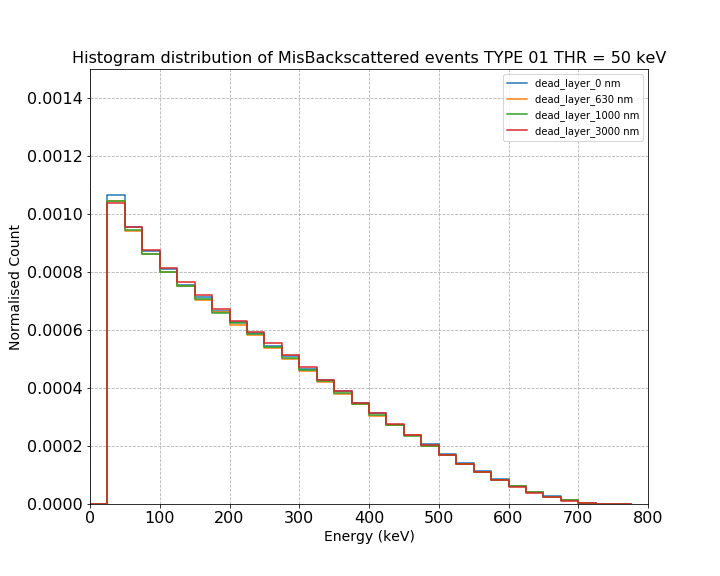 Histogram distribution of MisBackscattered events TYPE 01 THR = 50 keV
dead_layer_0 nm
dead_layer_630 nm
dead_layer_1000 nm
dead_layer_3000 nm
Normalised Count
0.0014
0.0012
0.0010
0.0008
0.0006
0.0004
0.0002
0.0000
0 100 200 300 400 500 600 700 800
Energy (keV)